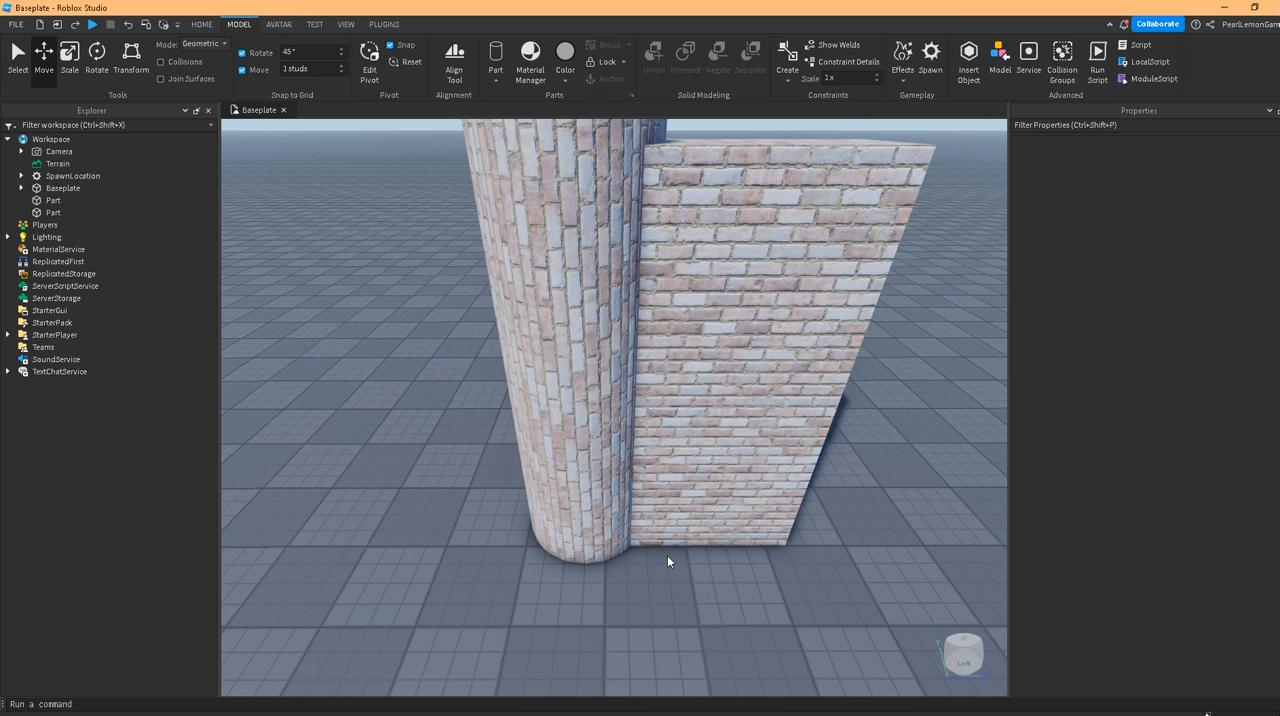 Baseplate - Roblox Studio
FILE HOME MODEL AVATAR TEST VIEW PLUGINS Collaborate PearlLemonGam
Select Move Scale Rotate Transform
Mode: Geometric
Collisions
Join Surfaces
Tools
Rotate 45°
Move 1 studs
Snap to Grid
Edit Pivot
Snap
Reset
Pivot
Align Tool
Alignment
Part
Material Manager
Color
Group
Lock
Anchor
Parts
Union Intersect Negate Separate
Solid Modeling
Create
Show Welds
Constraint Details
Scale 1x
Constraints
Effects Spawn
Gameplay
Insert Object
Model Service
Collision Groups
Run Script
Script
LocalScript
ModuleScript
Advanced
Explorer
Filter workspace (Ctrl+Shift+X)
Workspace
Camera
Terrain
SpawnLocation
Baseplate
Part
Part
Players
Lighting
MaterialService
ReplicatedFirst
ReplicatedStorage
ServerScriptService
ServerStorage
StarterGui
StarterPack
StarterPlayer
Teams
SoundService
TextChatService
Baseplate
Properties
Filter Properties (Ctrl+Shift+P)
Y
Left
Run a command